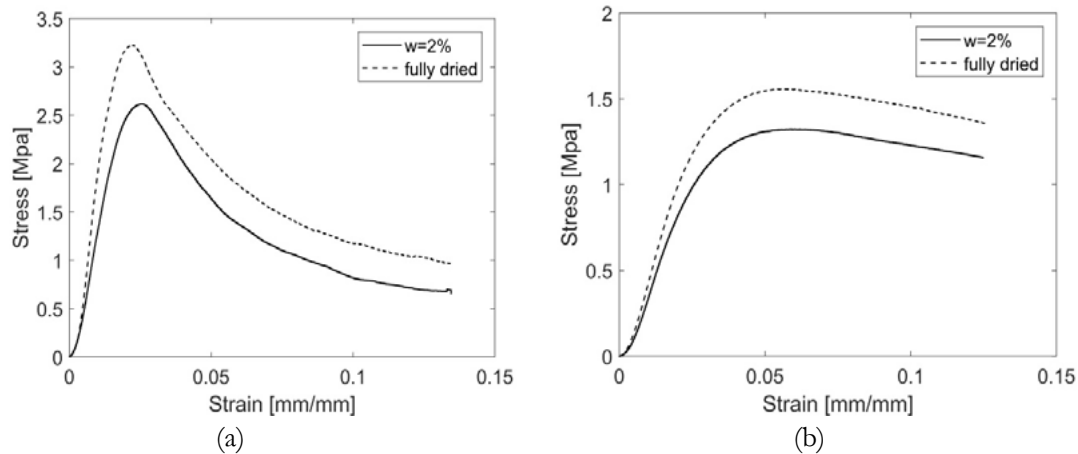 3.5
3
2.5
2
1.5
1
0.5
0
Stress [Mpa]
w=2%
fully dried
0 0.05 0.1 0.15
Strain [mm/mm]
(a)
2
1.5
1
0.5
0
Stress [Mpa]
w=2%
fully dried
0 0.05 0.1 0.15
Strain [mm/mm]
(b)